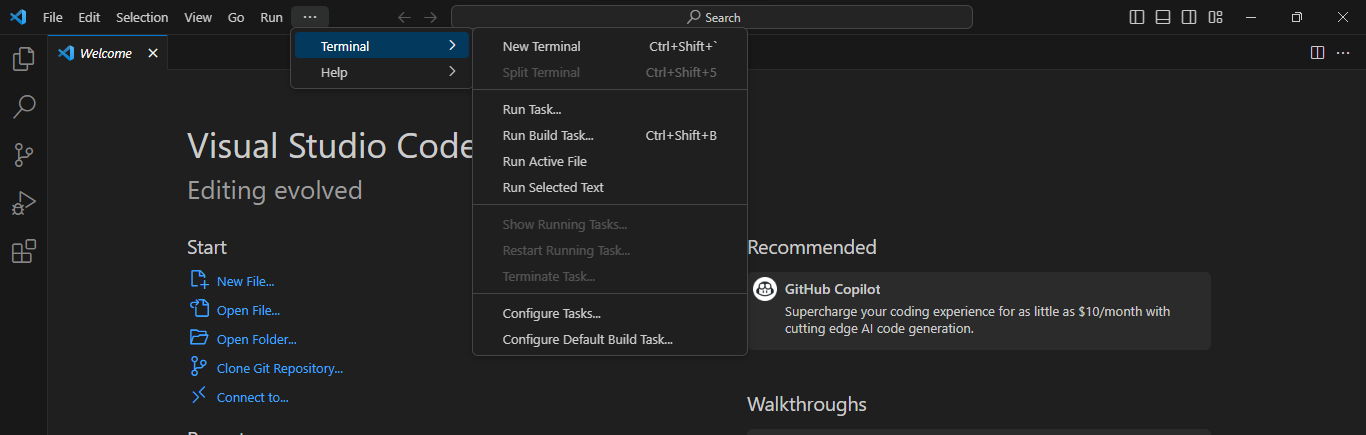 File Edit Selection View Go Run ···
Search
Welcome
Terminal
Help
New Terminal Ctrl+Shift+`
Split Terminal Ctrl+Shift+5
Run Task...
Run Build Task... Ctrl+Shift+B
Run Active File
Run Selected Text
Show Running Tasks...
Restart Running Task...
Terminate Task...
Configure Tasks...
Configure Default Build Task...
Visual Studio Code
Editing evolved
Start
New File...
Open File...
Open Folder...
Clone Git Repository...
Connect to...
Recommended
GitHub Copilot
Supercharge your coding experience for as little as $10/month with
cutting edge AI code generation.
Walkthroughs